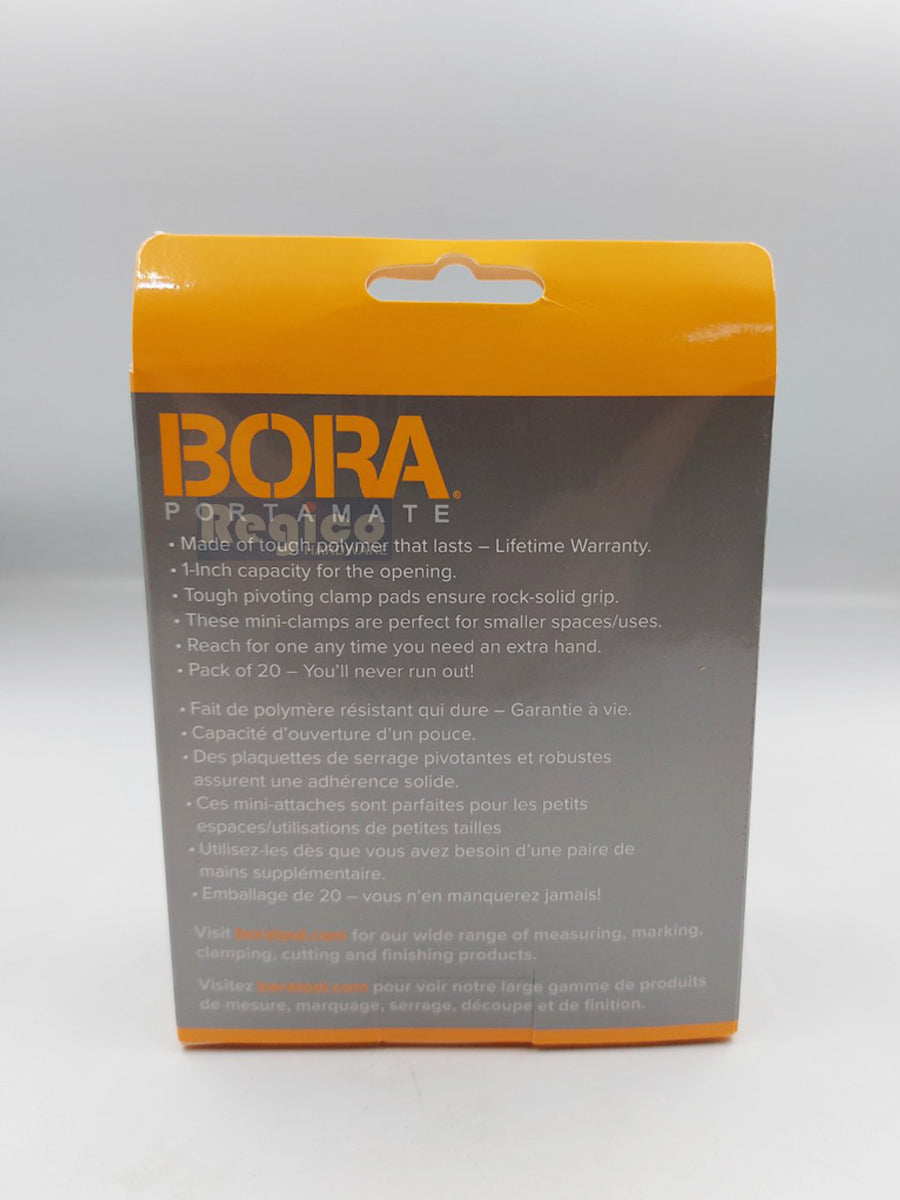 BORA®
PORTAMATE
Regico
HARDWARE
• Made of tough polymer that lasts – Lifetime Warranty.
• 1-Inch capacity for the opening.
• Tough pivoting clamp pads ensure rock-solid grip.
• These mini-clamps are perfect for smaller spaces/uses.
• Reach for one any time you need an extra hand.
• Pack of 20 – You'll never run out!
• Fait de polymère résistant qui dure – Garantie à vie.
• Capacité d'ouverture d'un pouce.
• Des plaquettes de serrage pivotantes et robustes
assurent une adhérence solide.
• Ces mini-attaches sont parfaites pour les petits
espaces/utilisations de petites tailles
• Utilisez-les dès que vous avez besoin d'une paire de
mains supplémentaire.
• Emballage de 20 – vous n'en manquerez jamais!
Visit boratool.com for our wide range of measuring, marking,
clamping, cutting and finishing products.
Visitez boratool.com pour voir notre large gamme de produits
de mesure, marquage, serrage, découpe et de finition.